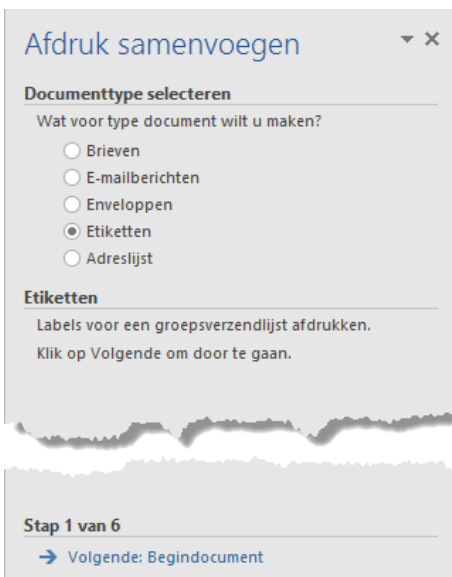 Afdruk samenvoegen
Documenttype selecteren
Wat voor type document wilt u maken?
Brieven
E-mailberichten
Enveloppen
Etiketten
Adreslijst
Etiketten
Labels voor een groepsverzendlijst afdrukken.
Klik op Volgende om door te gaan.
Stap 1 van 6
Volgende: Begindocument